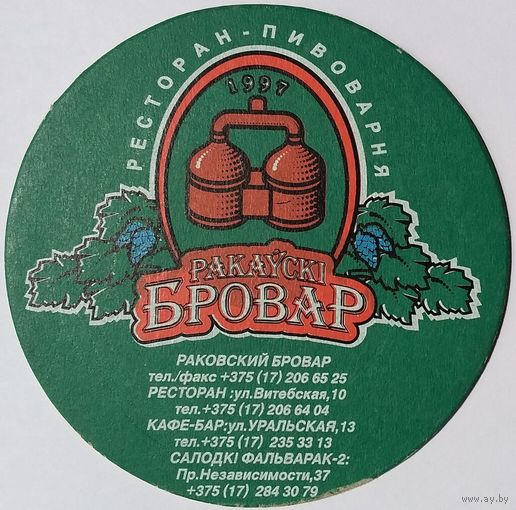 РЕСТОРАН-ПИВОВАРНЯ
1997
РАКАЎСКІ
БРОВАР
РАКОВСКИЙ БРОВАР
тел./факс +375 (17) 206 65 25
РЕСТОРАН :ул.Витебская,10
тел.+375 (17) 206 64 04
КАФЕ-БАР:ул.УРАЛЬСКАЯ,13
тел.+375 (17) 235 33 13
САЛОДКІ ФАЛЬВАРАК-2:
Пр.Независимости,37
+375 (17) 284 30 79
www.ay.by